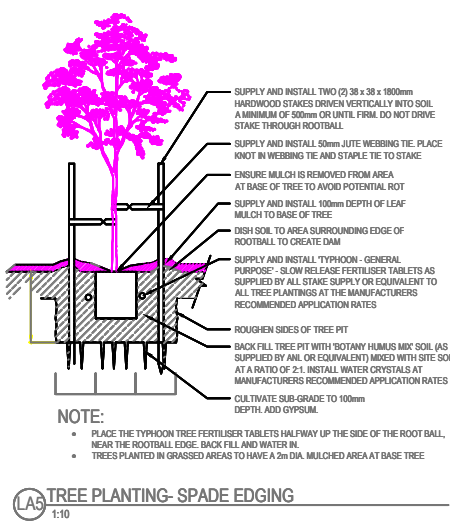 SUPPLY AND INSTALL TWO (2) 38 x 38 x 1800mm
HARDWOOD STAKES DRIVEN VERTICALLY INTO SOIL
A MINIMUM OF 500mm OR UNTIL FIRM. DO NOT DRIVE
STAKE THROUGH ROOTBALL
SUPPLY AND INSTALL 50mm JUTE WEBBING TIE. PLACE
KNOT IN WEBBING TIE AND STAPLE TIE TO STAKE
ENSURE MULCH IS REMOVED FROM AREA
AT BASE OF TREE TO AVOID POTENTIAL ROT
SUPPLY AND INSTALL 100mm DEPTH OF LEAF
MULCH TO BASE OF TREE
DISH SOIL TO AREA SURROUNDING EDGE OF
ROOTBALL TO CREATE DAM
SUPPLY AND INSTALL 'TYPHOON - GENERAL
PURPOSE' - SLOW RELEASE FERTILISER TABLETS AS
SUPPLIED BY ALL STAKE SUPPLY OR EQUIVALENT TO
ALL TREE PLANTINGS AT THE MANUFACTURERS
RECOMMENDED APPLICATION RATES
ROUGHEN SIDES OF TREE PIT
BACK FILL TREE PIT WITH 'BOTANY HUMUS MIX' SOIL (AS
SUPPLIED BY ANL OR EQUIVALENT) MIXED WITH SITE SOI
AT A RATIO OF 2:1. INSTALL WATER CRYSTALS AT
MANUFACTURERS RECOMMENDED APPLICATION RATES
CULTIVATE SUB-GRADE TO 100mm
DEPTH. ADD GYPSUM.
NOTE:
• PLACE THE TYPHOON TREE FERTILISER TABLETS HALFWAY UP THE SIDE OF THE ROOT BALL,
NEAR THE ROOTBALL EDGE. BACK FILL AND WATER IN.
• TREES PLANTED IN GRASSED AREAS TO HAVE A 2m DIA. MULCHED AREA AT BASE TREE
LA5 TREE PLANTING- SPADE EDGING
1:10